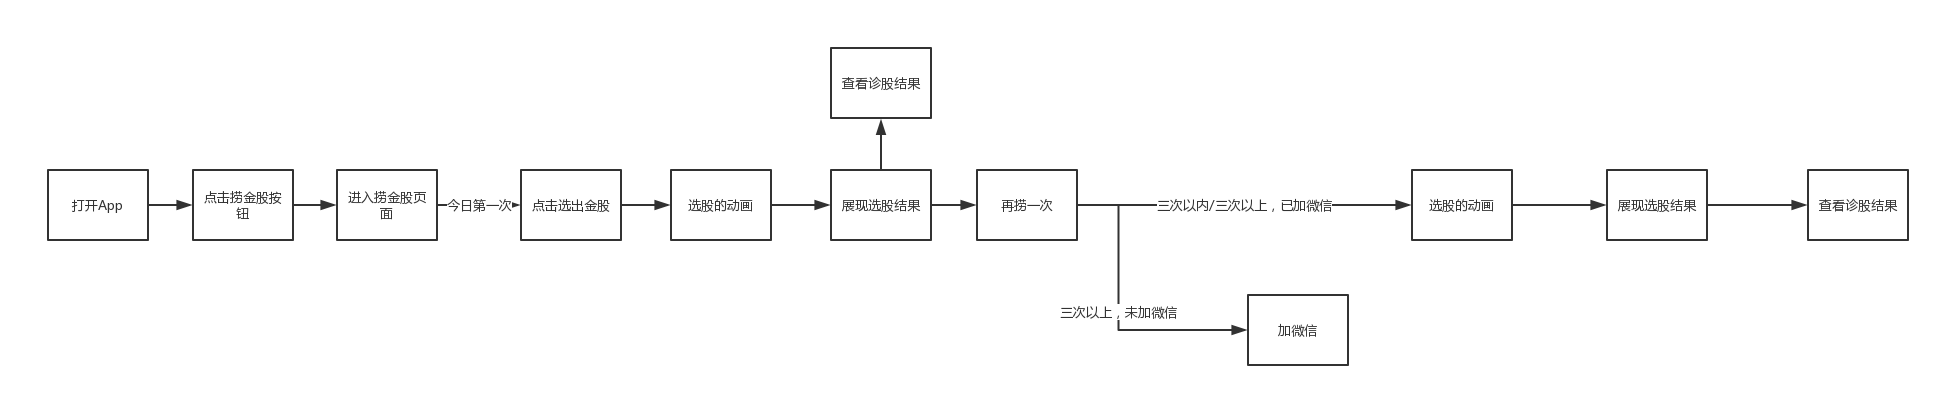 查看诊股结果
打开App
点击捞金股按
钮
进入捞金股页
面
今日第一次
点击选出金股
选股的动画
展现选股结果
再捞一次
三次以内/三次以上，已加微信
选股的动画
展现选股结果
查看诊股结果
三次以上，未加微信
加微信